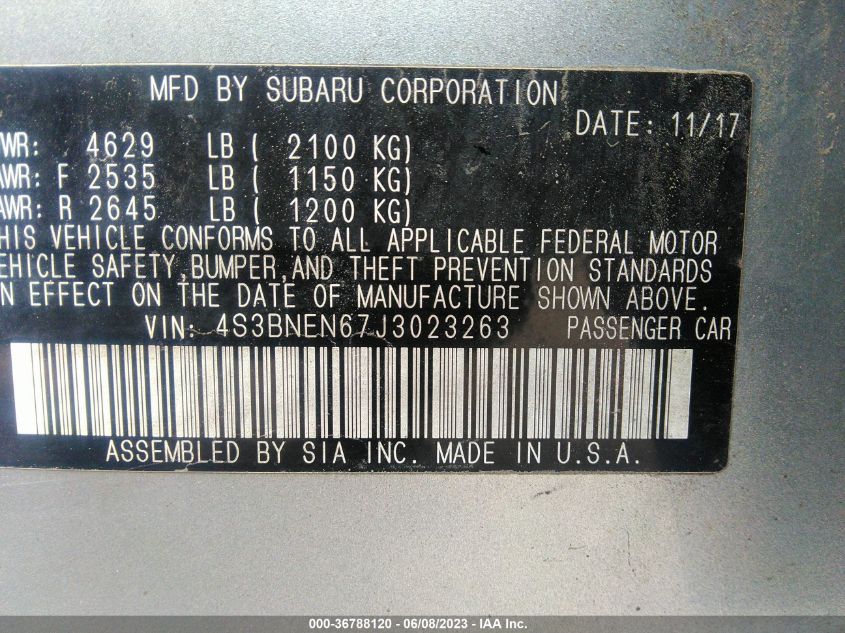 MFD BY SUBARU CORPORATION
DATE: 11/17
WR: 4629 LB ( 2100 KG)
AWR: F 2535 LB ( 1150 KG)
AWR: R 2645 LB ( 1200 KG)
HIS VEHICLE CONFORMS TO ALL APPLICABLE FEDERAL MOTOR
EHICLE SAFETY,BUMPER,AND THEFT PREVENTION STANDARDS
N EFFECT ON THE DATE OF MANUFACTURE SHOWN ABOVE.
VIN: 4S3BNEN67J3023263 PASSENGER CAR
ASSEMBLED BY SIA INC. MADE IN U.S.A.
000-36788120 - 06/08/2023 - IAA Inc.